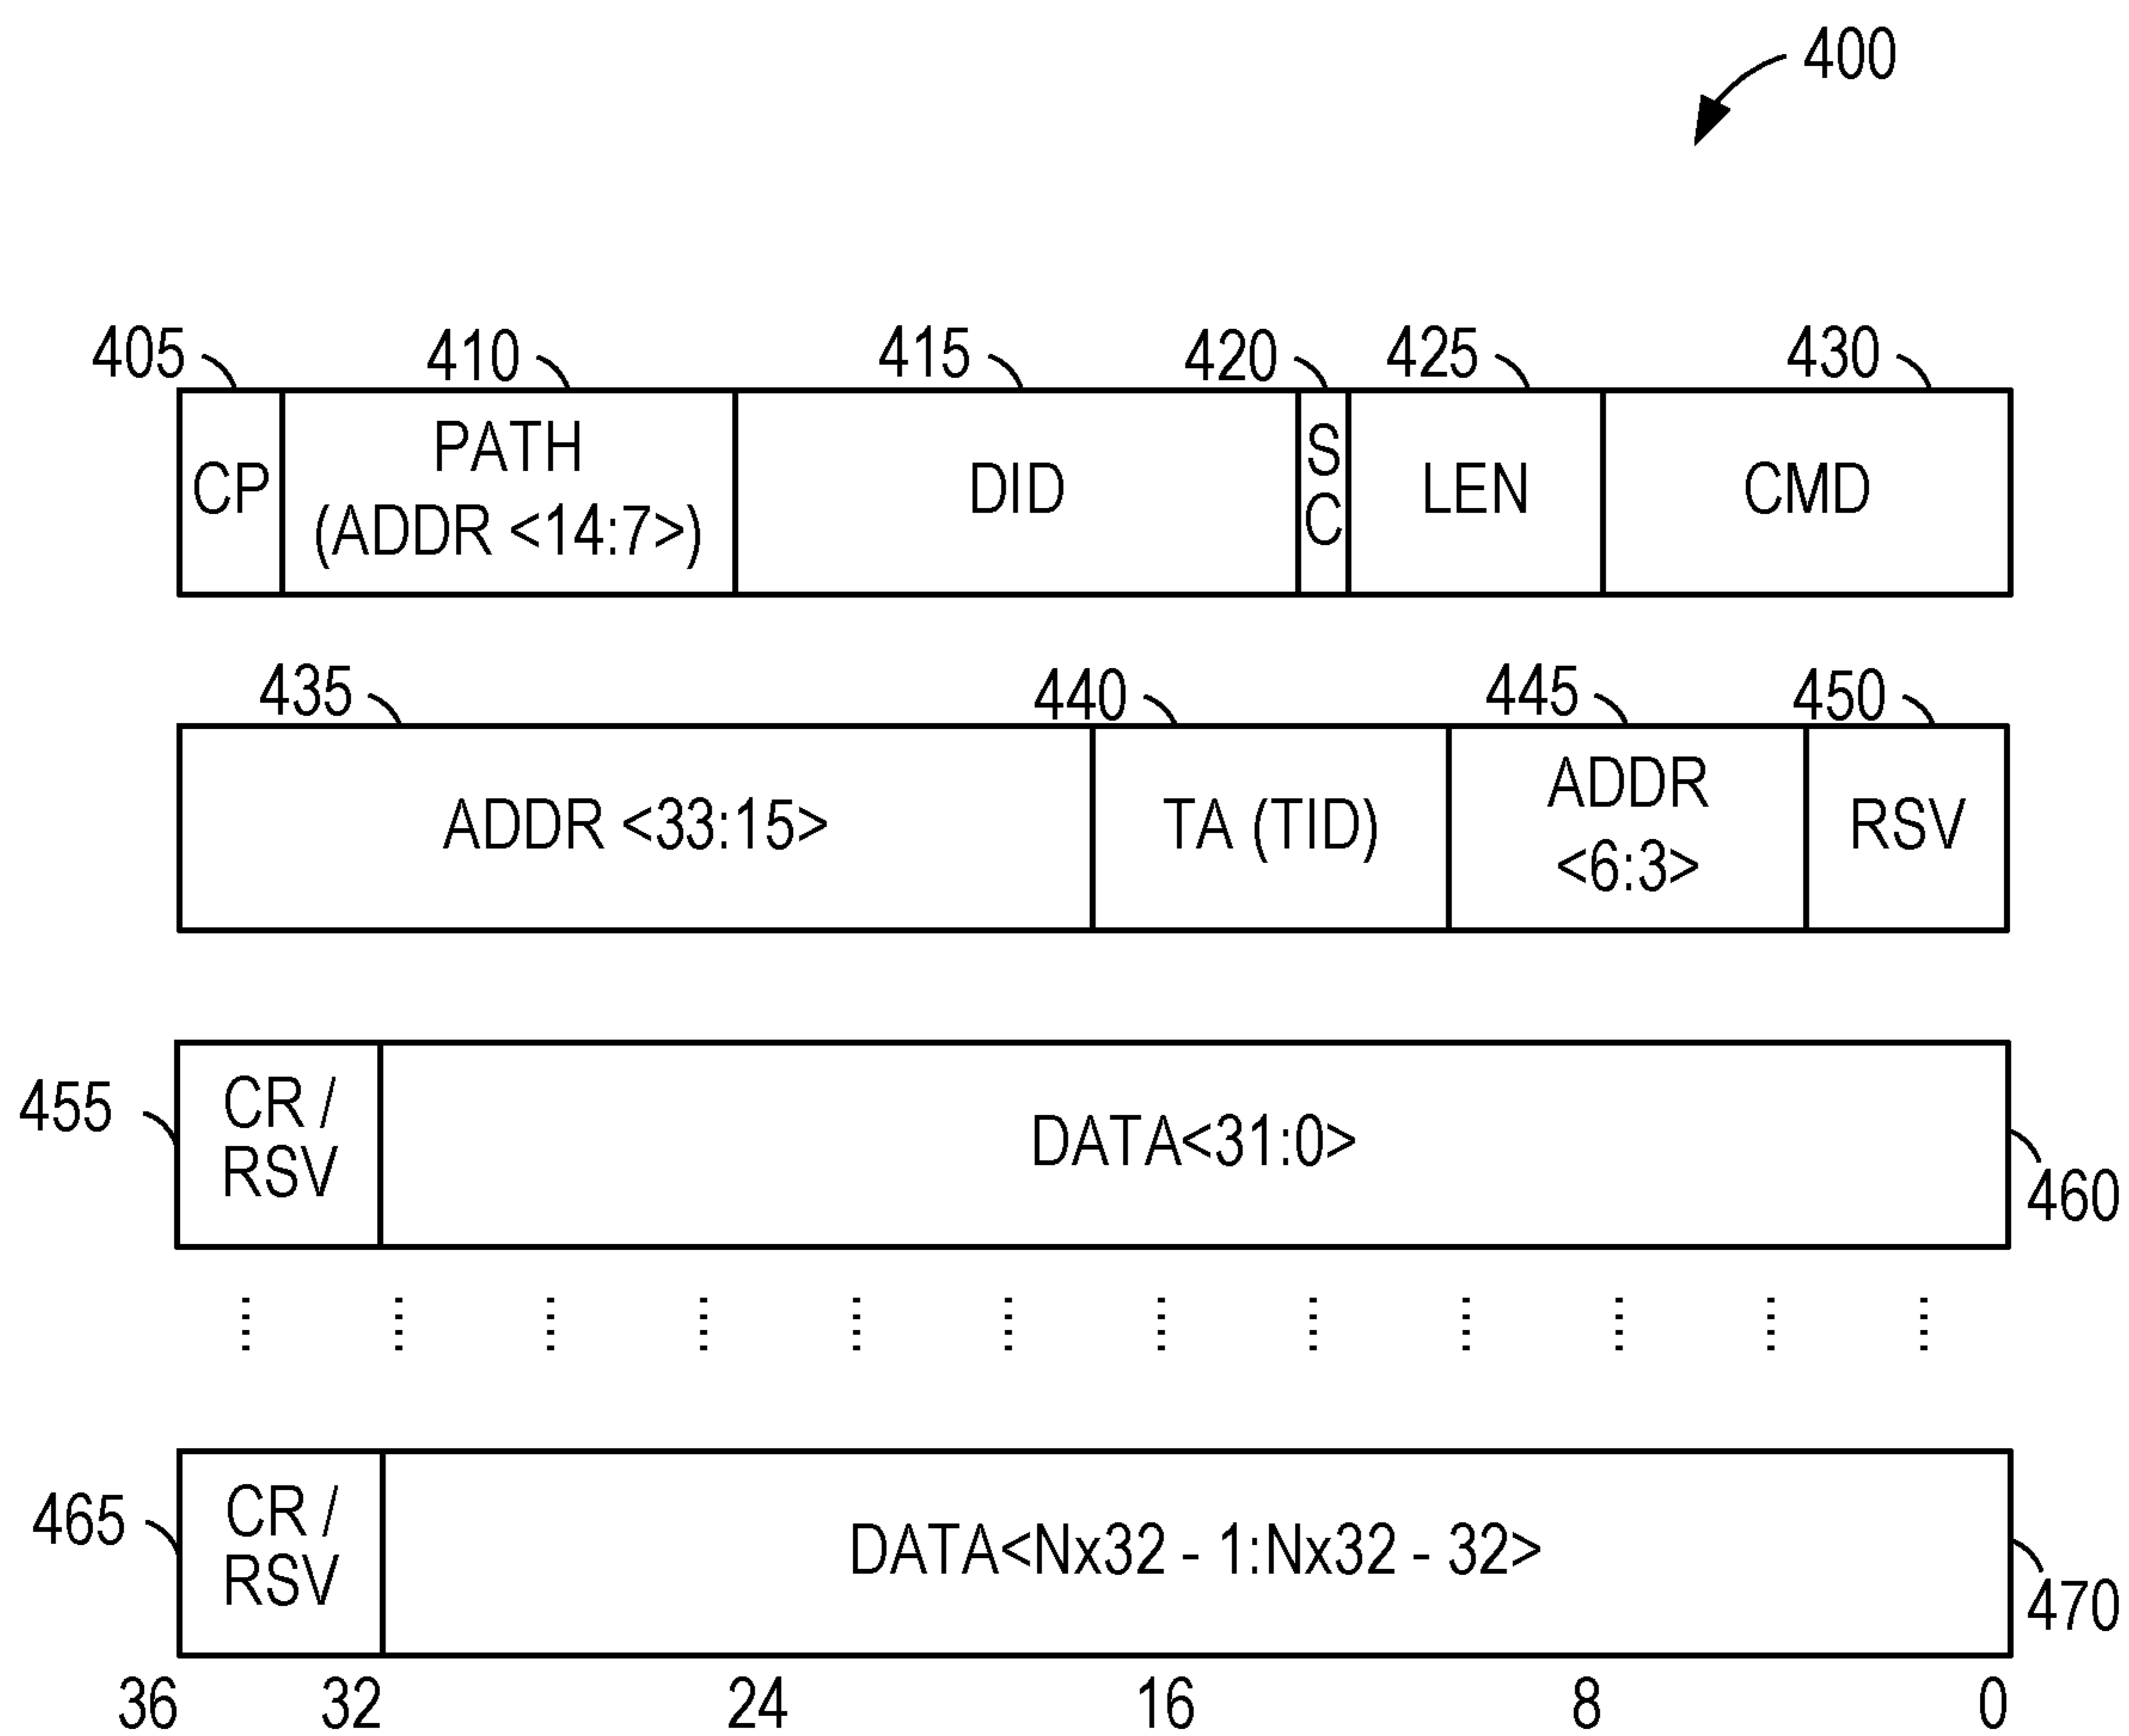 400
405 410 415 420 425 430
CP
PATH
(ADDR <14:7>)
DID
S
C
LEN
CMD
435 440 445 450
ADDR <33:15>
TA (TID)
ADDR
<6:3>
RSV
455
CR /
RSV
DATA<31:0>
460
465
CR /
RSV
DATA<Nx32 - 1:Nx32 - 32>
470
36 32 24 16 8 0